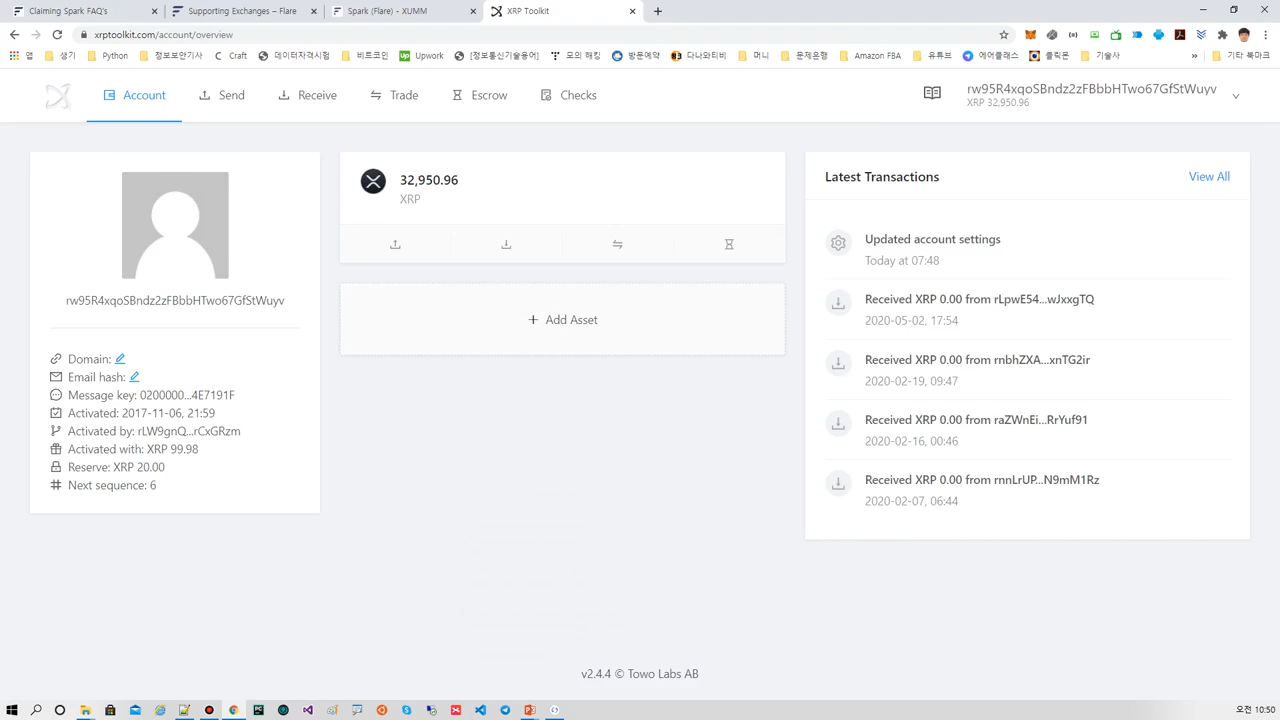 Claiming Spark FAQ's
Supporting Exchanges – Flare
Spark (Flare) - XUMM
XRP Toolkit
xrptoolkit.com/account/overview
앱
생기
Python
정보보안기사
Craft
데이터자격시험
비트코인
Upwork
[정보통신기술용어]
모의 해킹
방문예약
다나와티비
머니
문제은행
Amazon FBA
유튜브
에어클래스
클릭몬
기술사
»
기타 북마크
Account
Send
Receive
Trade
Escrow
Checks
rw95R4xqoSBndz2zFBbbHTwo67GfStWuyv
XRP 32,950.96
rw95R4xqoSBndz2zFBbbHTwo67GfStWuyv
Domain:
Email hash:
Message key: 0200000...4E7191F
Activated: 2017-11-06, 21:59
Activated by: rLW9gnQ...rCxGRzm
Activated with: XRP 99.98
Reserve: XRP 20.00
Next sequence: 6
32,950.96
XRP
+ Add Asset
Latest Transactions
View All
Updated account settings
Today at 07:48
Received XRP 0.00 from rLpwE54...wJxxgTQ
2020-05-02, 17:54
Received XRP 0.00 from rnbhZXA...xnTG2ir
2020-02-19, 09:47
Received XRP 0.00 from raZWnEi...RrYuf91
2020-02-16, 00:46
Received XRP 0.00 from rnnLrUP...N9mM1Rz
2020-02-07, 06:44
v2.4.4 © Towo Labs AB
오전 10:50